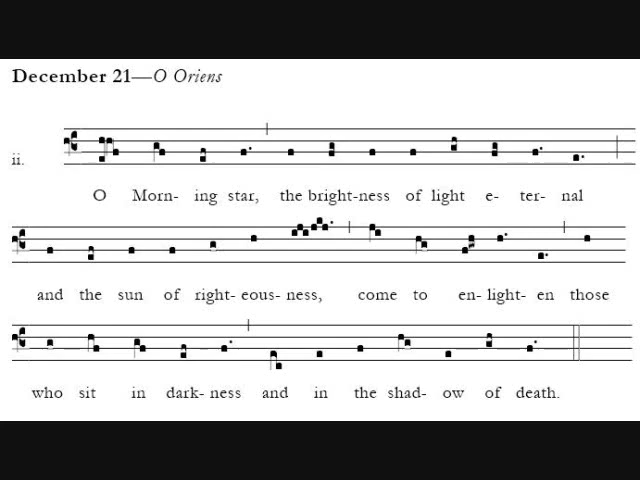 December 21—O Oriens
ii.
O Morn- ing star, the bright-ness of light e- ter- nal
and the sun of right- eous- ness, come to en- light- en those
who sit in dark- ness and in the shad- ow of death.